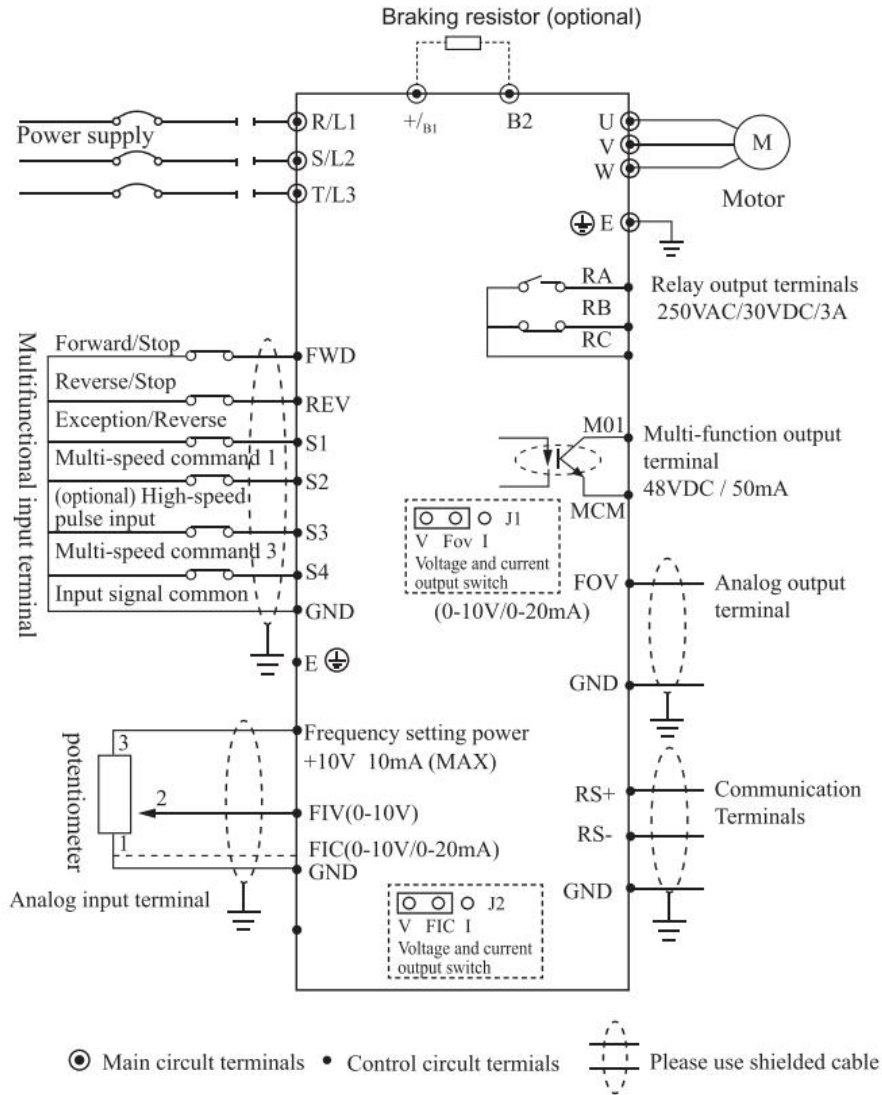 Braking resistor (optional)
R/L1
+/B1
B2
U
Power supply
V
M
S/L2
W
T/L3
Motor
E
RA
Relay output terminals
250VAC/30VDC/3A
RB
RC
Multifunctional input terminal
Forward/Stop
FWD
Reverse/Stop
REV
Exception/Reverse
S1
Multi-speed command 1
S2
(optional) High-speed
pulse input
S3
Multi-speed command 3
S4
Input signal common
GND
E
M01
Multi-function output
terminal
48VDC / 50mA
MCM
J1
V Fov I
Voltage and current
output switch
(0-10V/0-20mA)
FOV
Analog output
terminal
GND
potentiometer
3
Frequency setting power
+10V 10mA (MAX)
2
FIV(0-10V)
1
FIC(0-10V/0-20mA)
GND
Analog input terminal
RS+
Communication
Terminals
RS-
GND
J2
V FIC I
Voltage and current
output switch
Main circult terminals
Control circult termials
Please use shielded cable